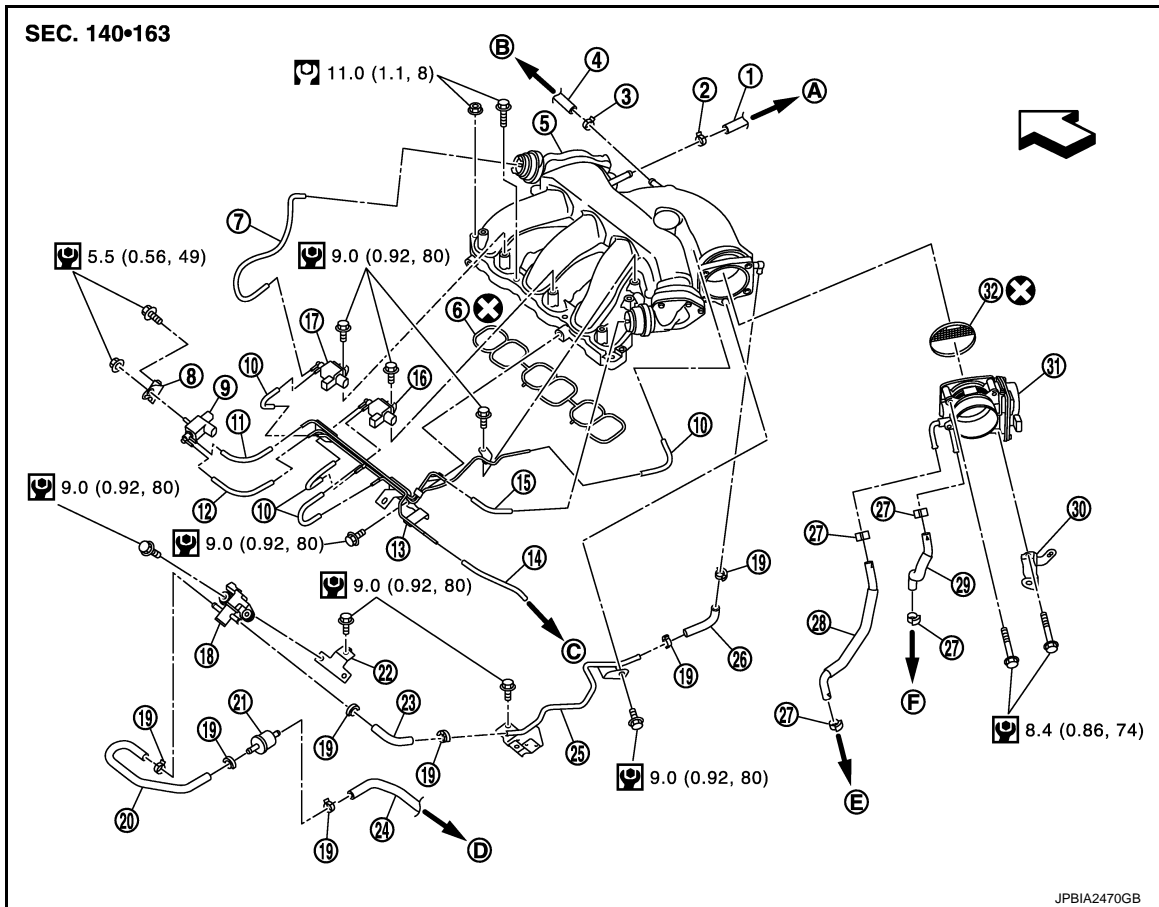 SEC. 140•163
B
4
1
A
11.0 (1.1, 8)
3
2
5
7
5.5 (0.56, 49)
9.0 (0.92, 80)
6
32
17
8
10
16
31
9
11
10
15
30
9.0 (0.92, 80)
12
10
27
27
9.0 (0.92, 80)
13
14
19
29
9.0 (0.92, 80)
28
18
22
C
19
26
27
F
19
21
23
19
19
25
27
8.4 (0.86, 74)
19
9.0 (0.92, 80)
20
24
19
D
E
JPBIA2470GB